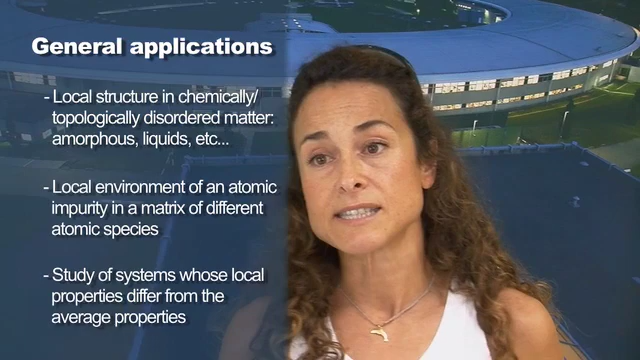 General applications
- Local structure in chemically/
topologically disordered matter:
amorphous, liquids, etc...
- Local environment of an atomic
impurity in a matrix of different
atomic species
- Study of systems whose local
properties differ from the
average properties